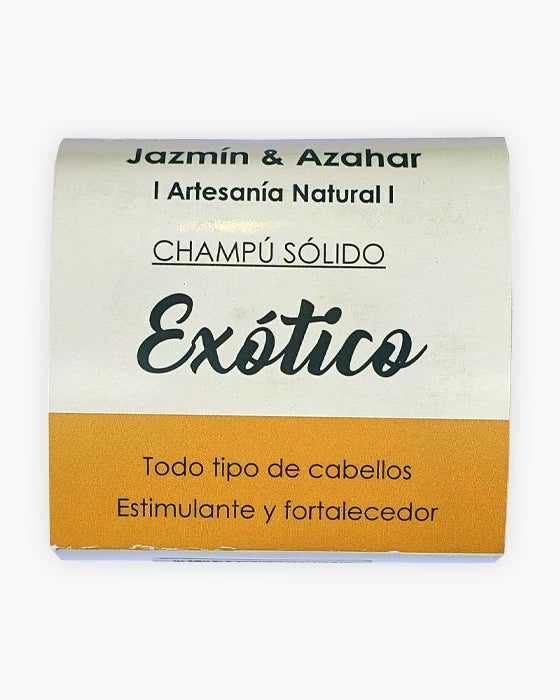 Jazmín & Azahar
| Artesanía Natural |
CHAMPÚ SÓLIDO
Exótico
Todo tipo de cabellos
Estimulante y fortalecedor